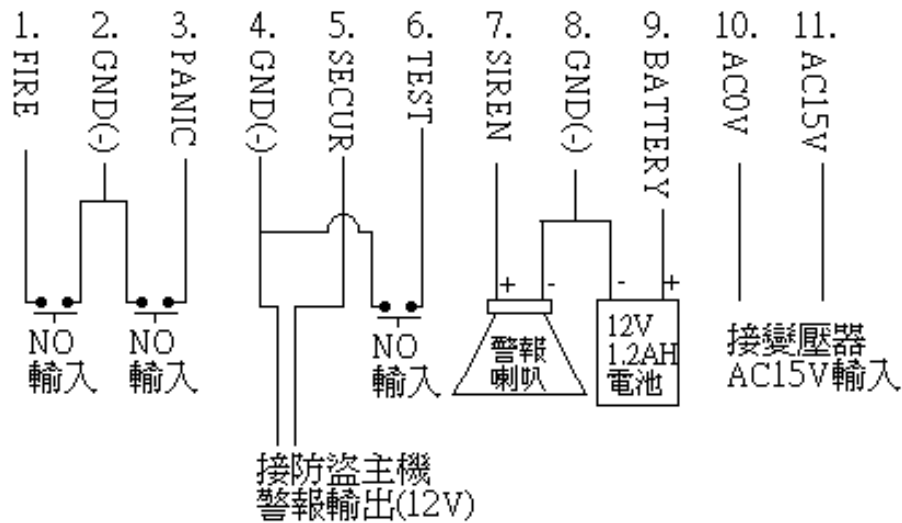 1. 2. 3. 4. 5. 6. 7. 8. 9. 10. 11.
FIRE
GND(-)
PANIC
GND(-)
SECUR
TEST
SIREN
GND(-)
BATTERY
AC0V
AC15V
NO
輸入
NO
輸入
NO
輸入
+ -
警報
喇叭
- +
12V
1.2AH
電池
接變壓器
AC15V輸入
接防盜主機
警報輸出(12V)